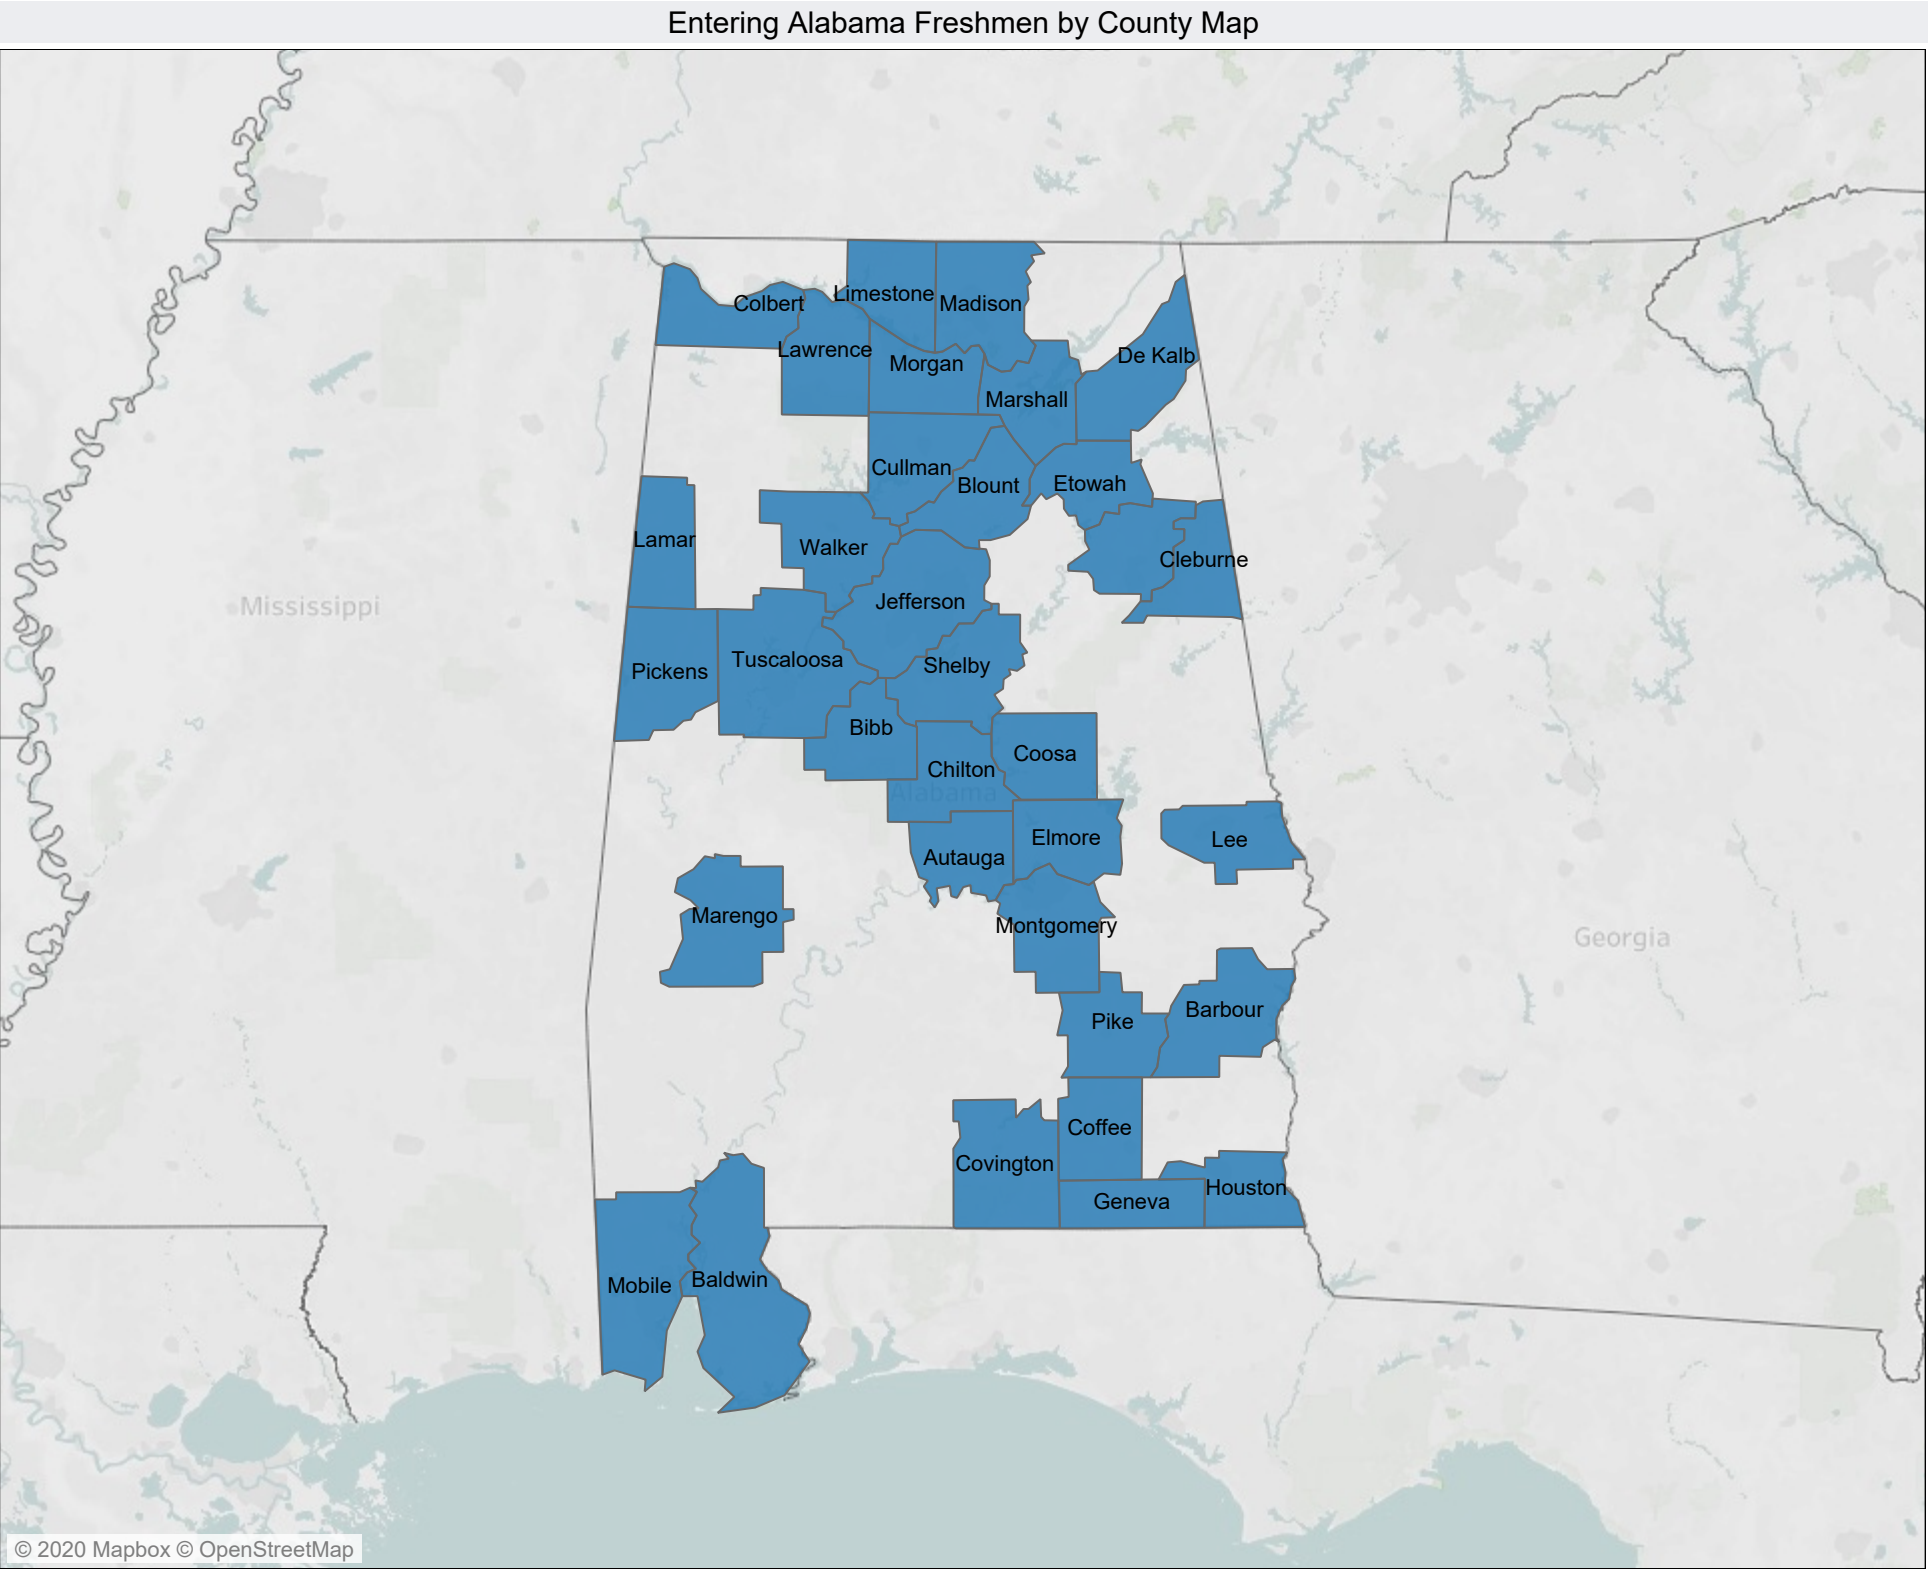 Entering Alabama Freshmen by County Map
Limestone
Madison
Colbert
Lawrence
Morgan
De Kalb
Marshall
Cullman
Blount
Etowah
Lamar
Walker
Cleburne
Jefferson
Mississippi
Pickens
Tuscaloosa
Shelby
Bibb
Coosa
Chilton
Alabama
Elmore
Lee
Autauga
Marengo
Montgomery
Georgia
Barbour
Pike
Coffee
Covington
Houston
Geneva
Mobile
Baldwin
© 2020 Mapbox © OpenStreetMap